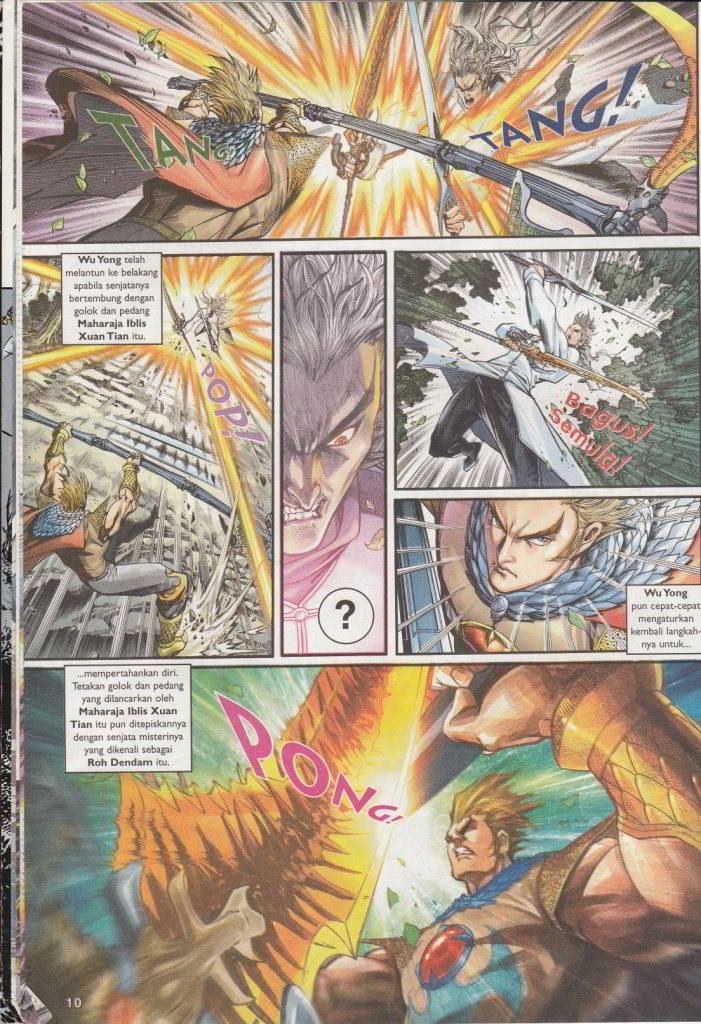 TANG
TANG!
Wu Yong telah
melantun ke belakang
apabila senjatanya
bertembung dengan
golok dan pedang
Maharaja Iblis
Xuan Tian itu.
POP!
?
Bagus!
Semula!
Wu Yong
pun cepat-cepat
mengaturkan
kembali langkah-
nya untuk...
...mempertahankan diri.
Tetakan golok dan pedang
yang dilancarkan oleh
Maharaja Iblis Xuan
Tian itu pun ditepiskannya
dengan senjata misterinya
yang dikenali sebagai
Roh Dendam itu.
PONG!
10